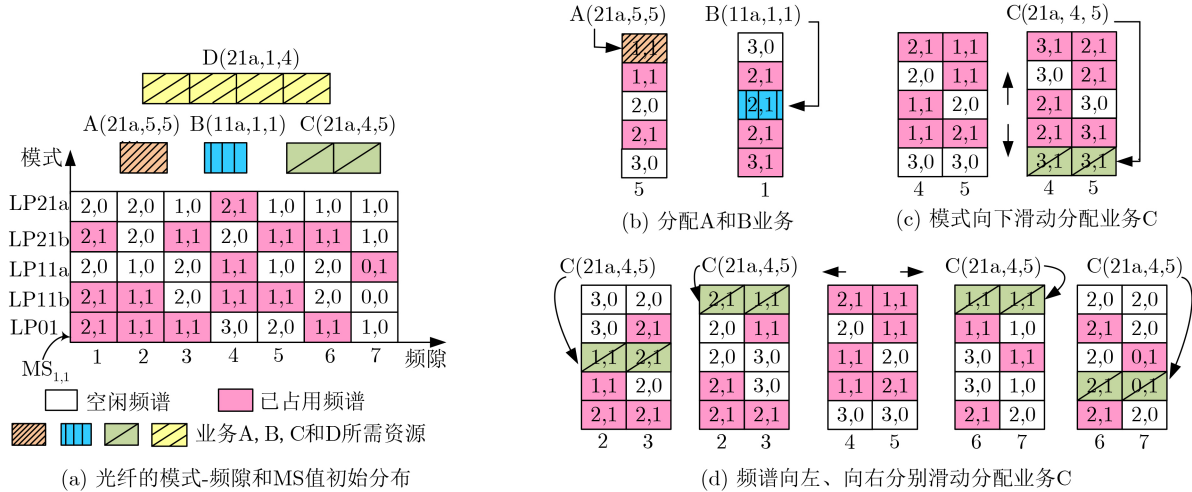 D(21a,1,4)
A(21a,5,5) B(11a,1,1) C(21a,4,5)
模式
LP21a 2,0 2,0 1,0 2,1 1,0 1,0 1,0
LP21b 2,1 2,0 1,1 2,0 1,1 1,1 1,0
LP11a 2,0 1,0 2,0 1,1 1,0 2,0 0,1
LP11b 2,1 1,1 2,0 1,1 1,1 2,0 0,0
LP01 2,1 1,1 1,1 3,0 2,0 1,1 1,0
1 2 3 4 5 6 7 频隙
MS1,1
空闲频谱 已占用频谱
业务A, B, C和D所需资源
(a) 光纤的模式-频隙和MS值初始分布
A(21a,5,5) B(11a,1,1)
1,1 3,0
1,1 2,1
2,0 2,1
2,1 2,1
3,0 3,1
5 1
(b) 分配A和B业务
C(21a, 4, 5)
2,1 1,1 3,1 2,1
2,0 1,1 3,0 2,1
1,1 2,0 2,1 3,0
1,1 2,1 2,1 3,1
3,0 3,0 3,1 3,1
4 5 4 5
(c) 模式向下滑动分配业务C
C(21a,4,5) C(21a,4,5) C(21a,4,5) C(21a,4,5)
3,0 2,0 2,1 1,1 2,1 1,1 1,1 1,1 2,0 2,0
3,0 2,1 2,0 1,1 2,0 1,1 1,1 1,0 2,1 2,0
1,1 2,1 2,0 3,0 1,1 2,0 3,0 1,1 2,0 0,1
1,1 2,0 2,1 3,0 1,1 2,1 3,0 1,0 2,1 0,1
2,1 2,1 2,1 2,1 3,0 3,0 2,1 2,0 2,1 2,0
2 3 2 3 4 5 6 7 6 7
(d) 频谱向左、向右分别滑动分配业务C